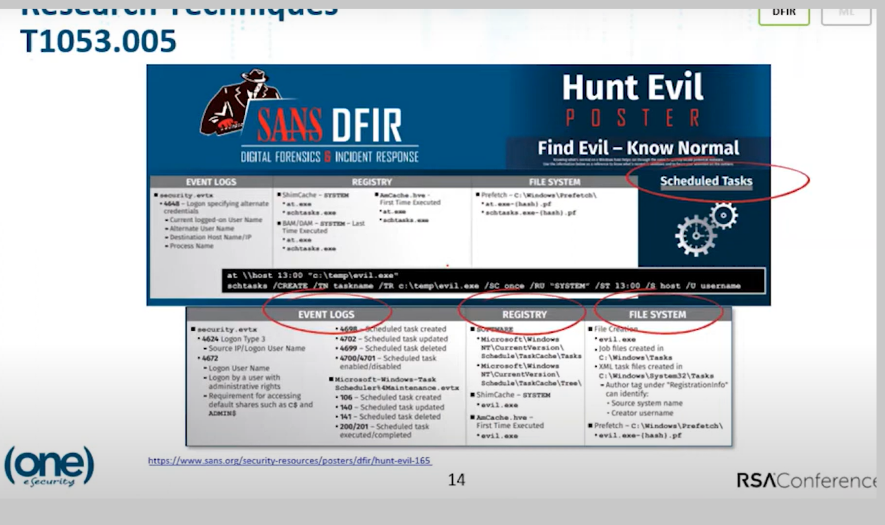 Research Techniques
T1053.005
DFIR
ML
SANS DFIR
DIGITAL FORENSICS & INCIDENT RESPONSE
Hunt Evil
POSTER
Find Evil – Know Normal
EVENT LOGS
security.evtx
4648 – Logon specifying alternate
credentials
- Current logged-on User Name
- Alternate User Name
- Destination Host Name/IP
- Process Name
REGISTRY
ShimCache – SYSTEM
at.exe
schtasks.exe
BAM/DAM – SYSTEM – Last
Time Executed
at.exe
schtasks.exe
AmCache.hve –
First Time Executed
at.exe
schtasks.exe
FILE SYSTEM
Prefetch – C:\Windows\Prefetch\
at.exe-{hash}.pf
schtasks.exe-{hash}.pf
Scheduled Tasks
at \\host 13:00 "c:\temp\evil.exe"
schtasks /CREATE /TN taskname /TR c:\temp\evil.exe /SC once /RU "SYSTEM" /ST 13:00 /S host /U username
EVENT LOGS
security.evtx
4624 Logon Type 3
- Source IP/Logon User Name
4672
- Logon User Name
- Logon by a user with
administrative rights
- Requirement for accessing
default shares such as C$ and
ADMIN$
4698 – Scheduled task created
4702 – Scheduled task updated
4699 – Scheduled task deleted
4700/4701 – Scheduled task
enabled/disabled
Microsoft-Windows-Task
Scheduler%4Maintenance.evtx
106 – Scheduled task created
140 – Scheduled task updated
141 – Scheduled task deleted
200/201 – Scheduled task
executed/completed
REGISTRY
SOFTWARE
Microsoft\Windows
NT\CurrentVersion\
Schedule\TaskCache\Tasks
Microsoft\Windows
NT\CurrentVersion\
Schedule\TaskCache\Tree\
ShimCache – SYSTEM
evil.exe
AmCache.hve –
First Time Executed
evil.exe
FILE SYSTEM
File Creation
evil.exe
Job files created in
C:\Windows\Tasks
XML task files created in
C:\Windows\System32\Tasks
- Author tag under "RegistrationInfo"
can identify:
Source system name
Creator username
Prefetch – C:\Windows\Prefetch\
evil.exe-{hash}.pf
(one)
eSecurity
https://www.sans.org/security-resources/posters/dfir/hunt-evil-165
14
RSAConference